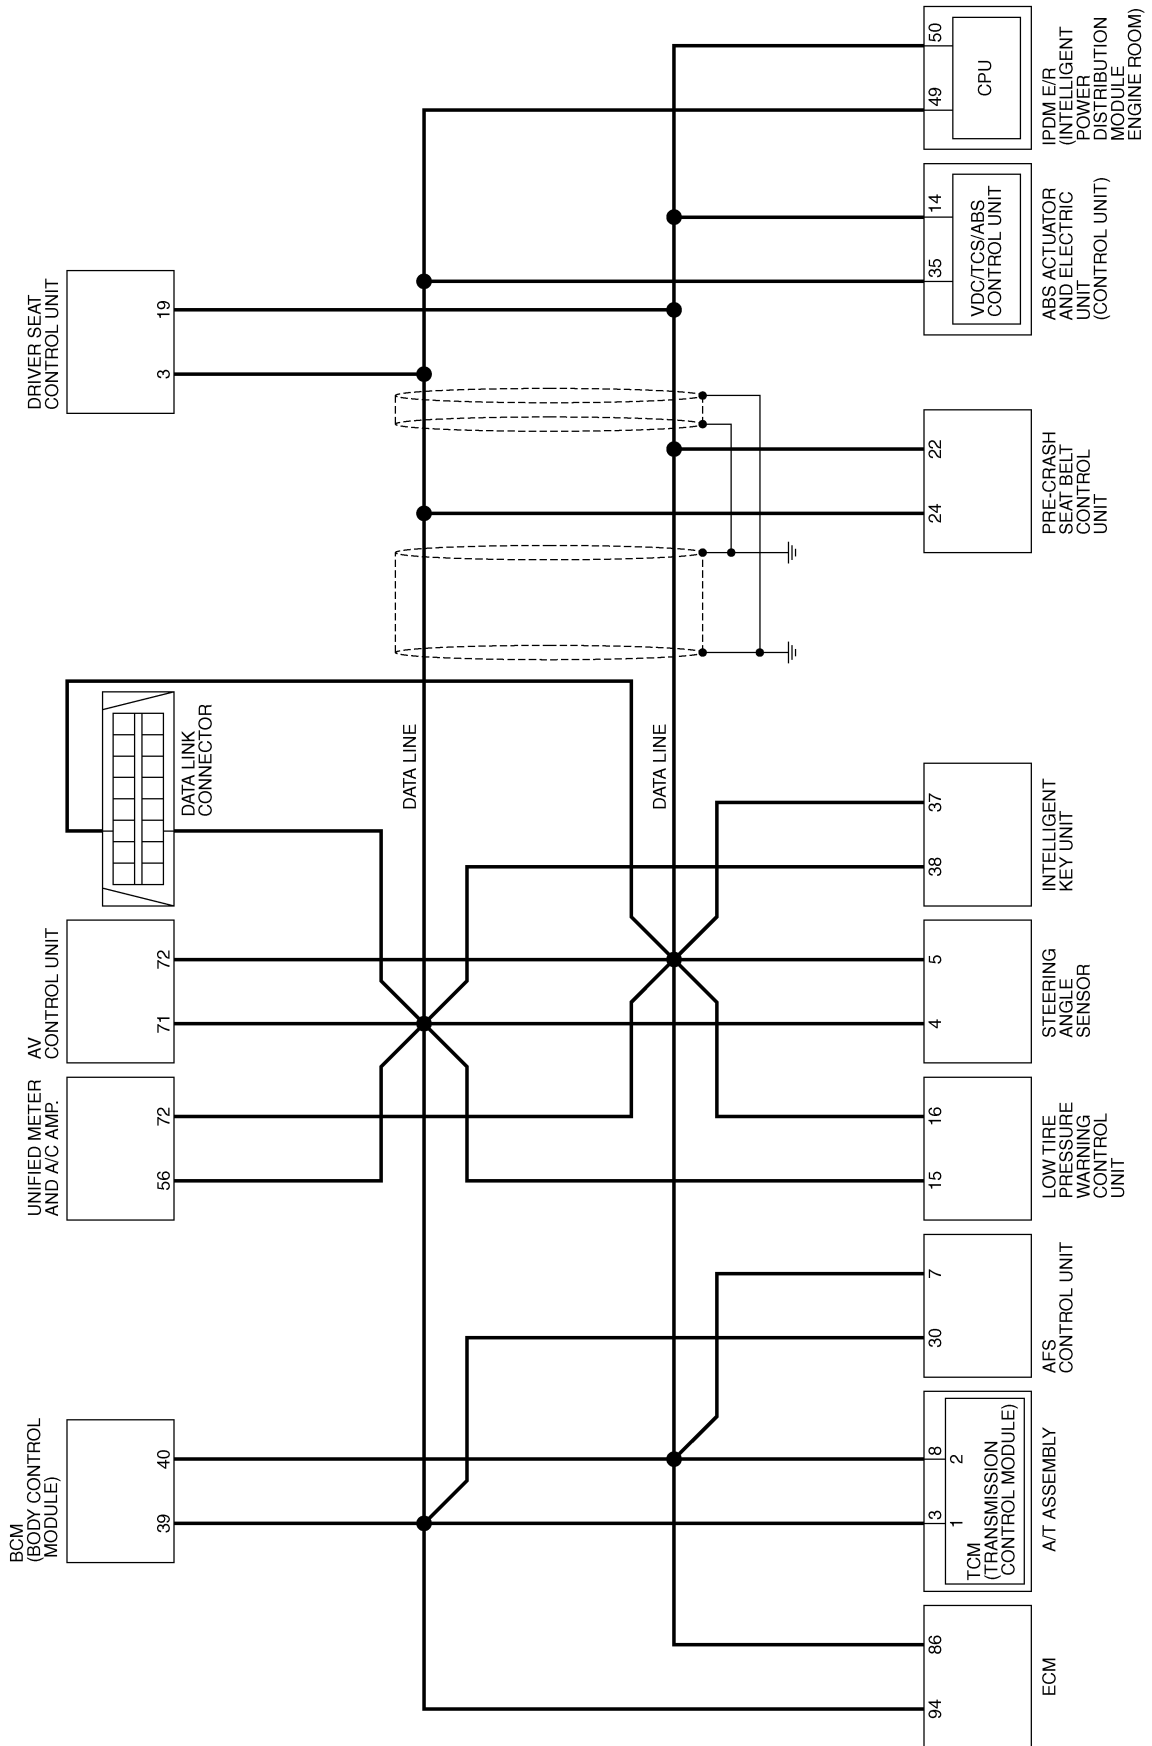 BCM
(BODY CONTROL
MODULE)
39
40
UNIFIED METER
AND A/C AMP.
56
72
AV
CONTROL UNIT
71
72
DATA LINK
CONNECTOR
DRIVER SEAT
CONTROL UNIT
3
19
DATA LINE
DATA LINE
94
86
ECM
3
8
1
2
TCM
(TRANSMISSION
CONTROL MODULE)
A/T ASSEMBLY
30
7
AFS
CONTROL UNIT
15
16
LOW TIRE
PRESSURE
WARNING
CONTROL
UNIT
4
5
STEERING
ANGLE
SENSOR
38
37
INTELLIGENT
KEY UNIT
24
22
PRE-CRASH
SEAT BELT
CONTROL
UNIT
35
14
VDC/TCS/ABS
CONTROL UNIT
ABS ACTUATOR
AND ELECTRIC
UNIT
(CONTROL UNIT)
49
50
CPU
IPDM E/R
(INTELLIGENT
POWER
DISTRIBUTION
MODULE
ENGINE ROOM)